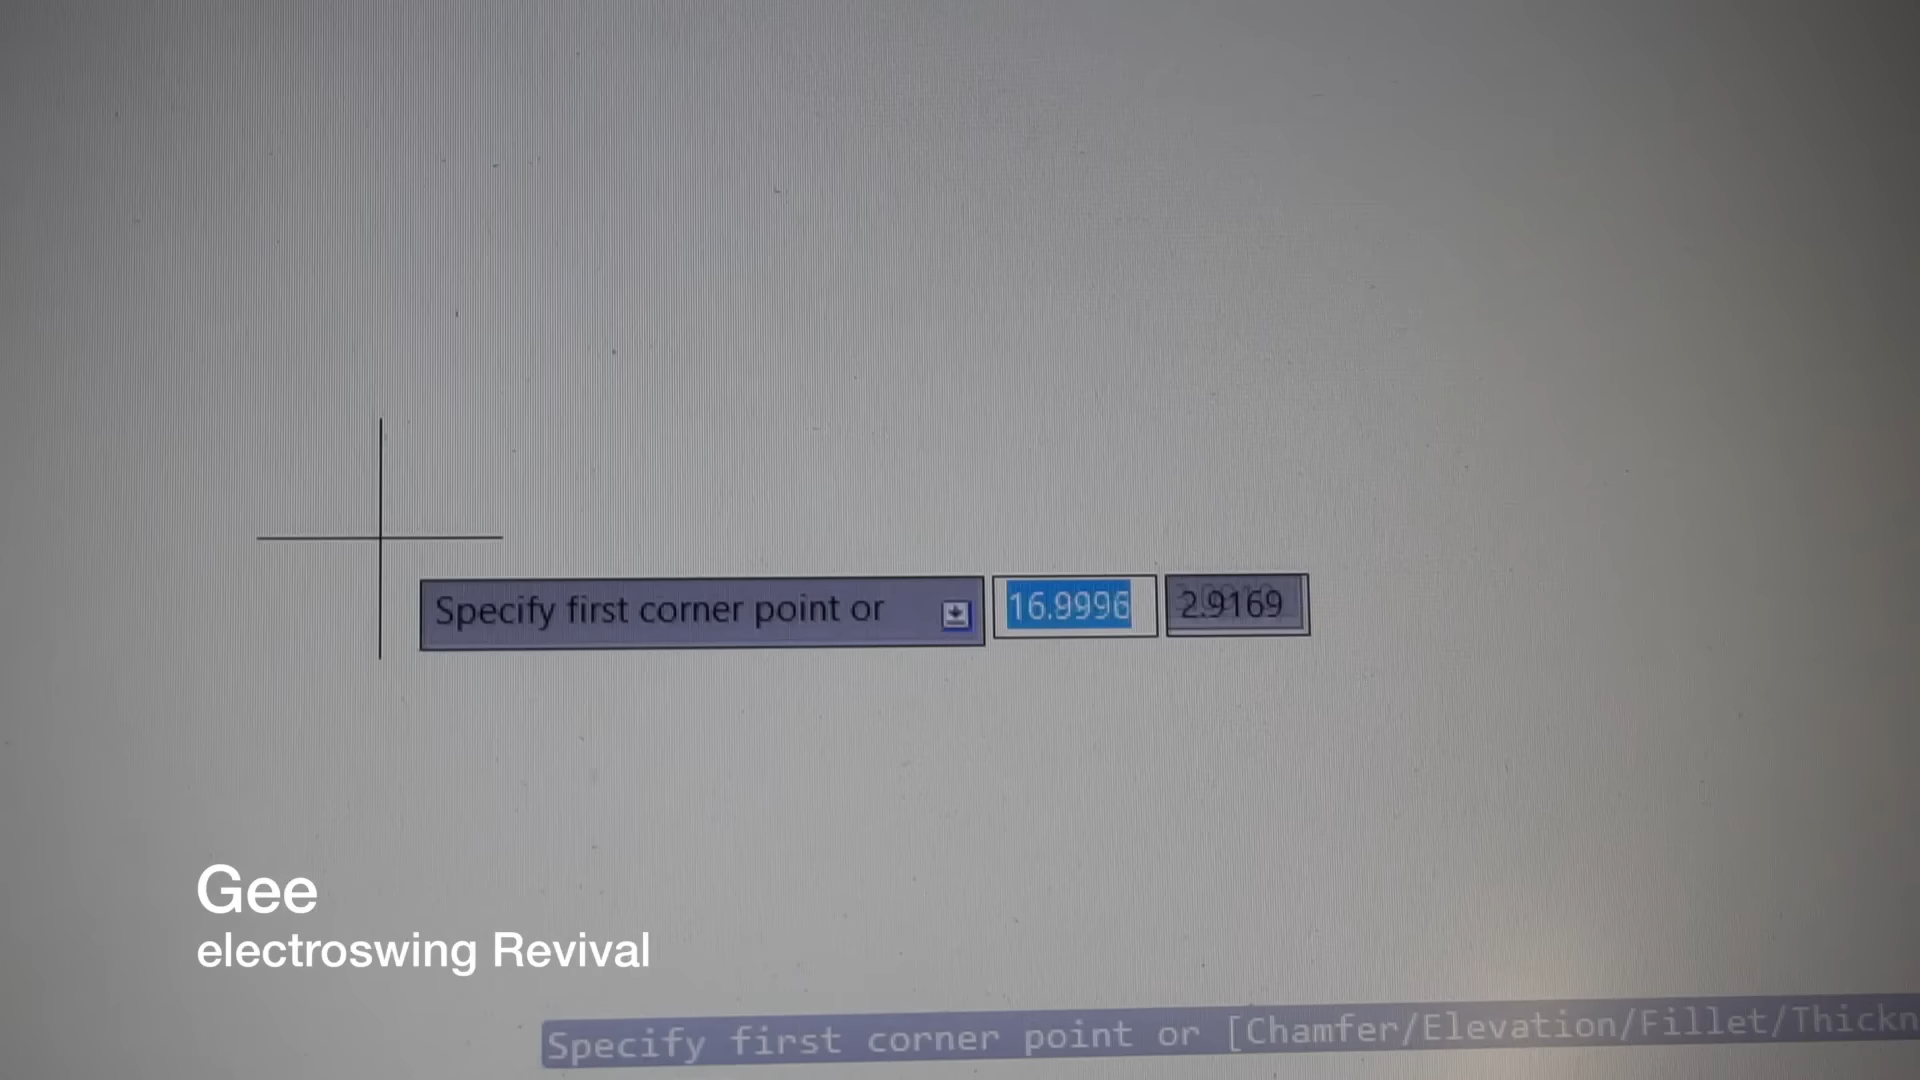 Specify first corner point or 16.9996 2.9169
Gee
electroswing Revival
Specify first corner point or [Chamfer/Elevation/Fillet/Thickn